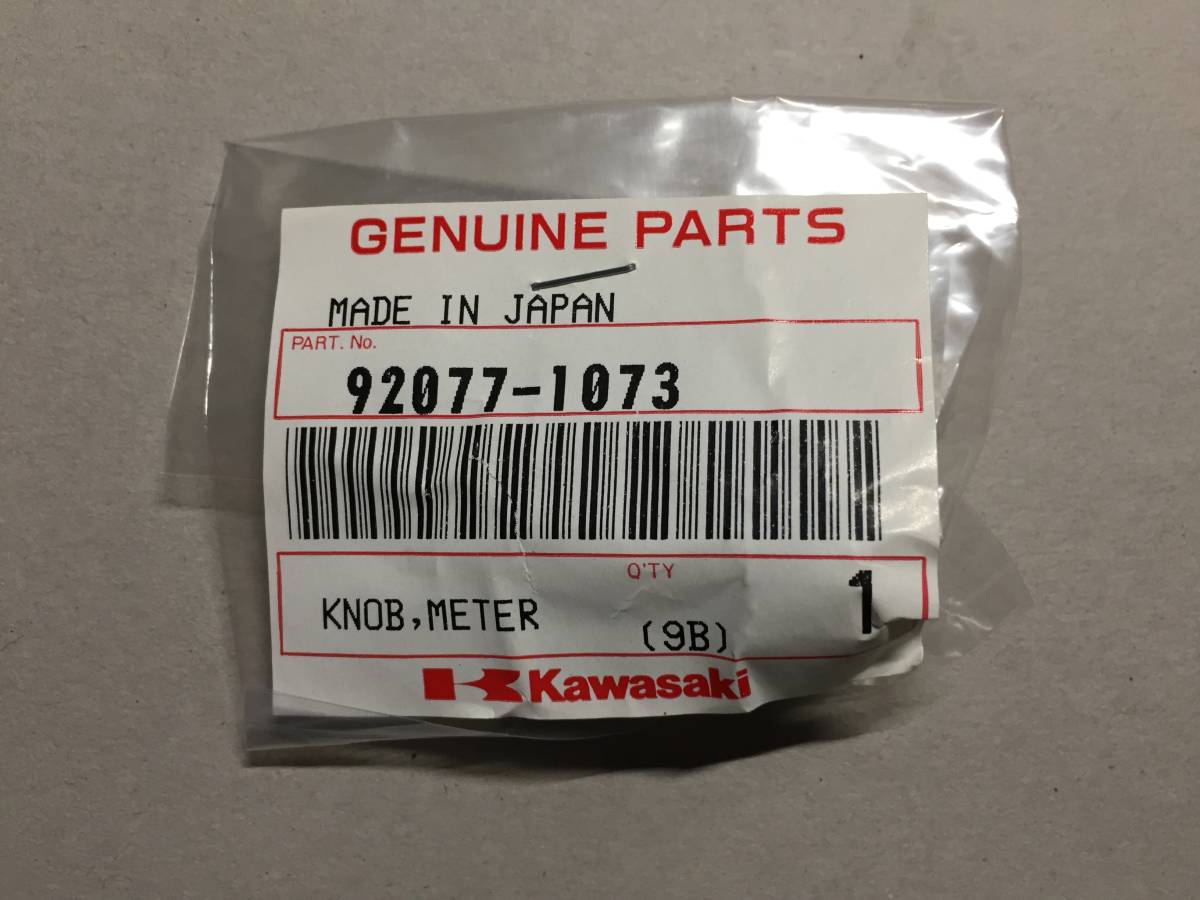 GENUINE PARTS
MADE IN JAPAN
PART. No.
92077-1073
Q'TY
KNOB,METER (9B) 1
Kawasaki